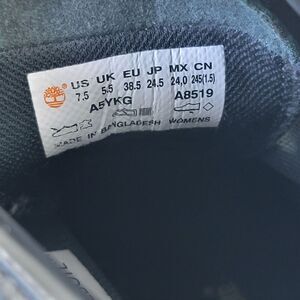 US UK EU JP MX CN
7.5 5.5 38.5 24.5 24.0 245(1.5)
A5YKG A8519
MADE IN BANGLADESH WOMENS